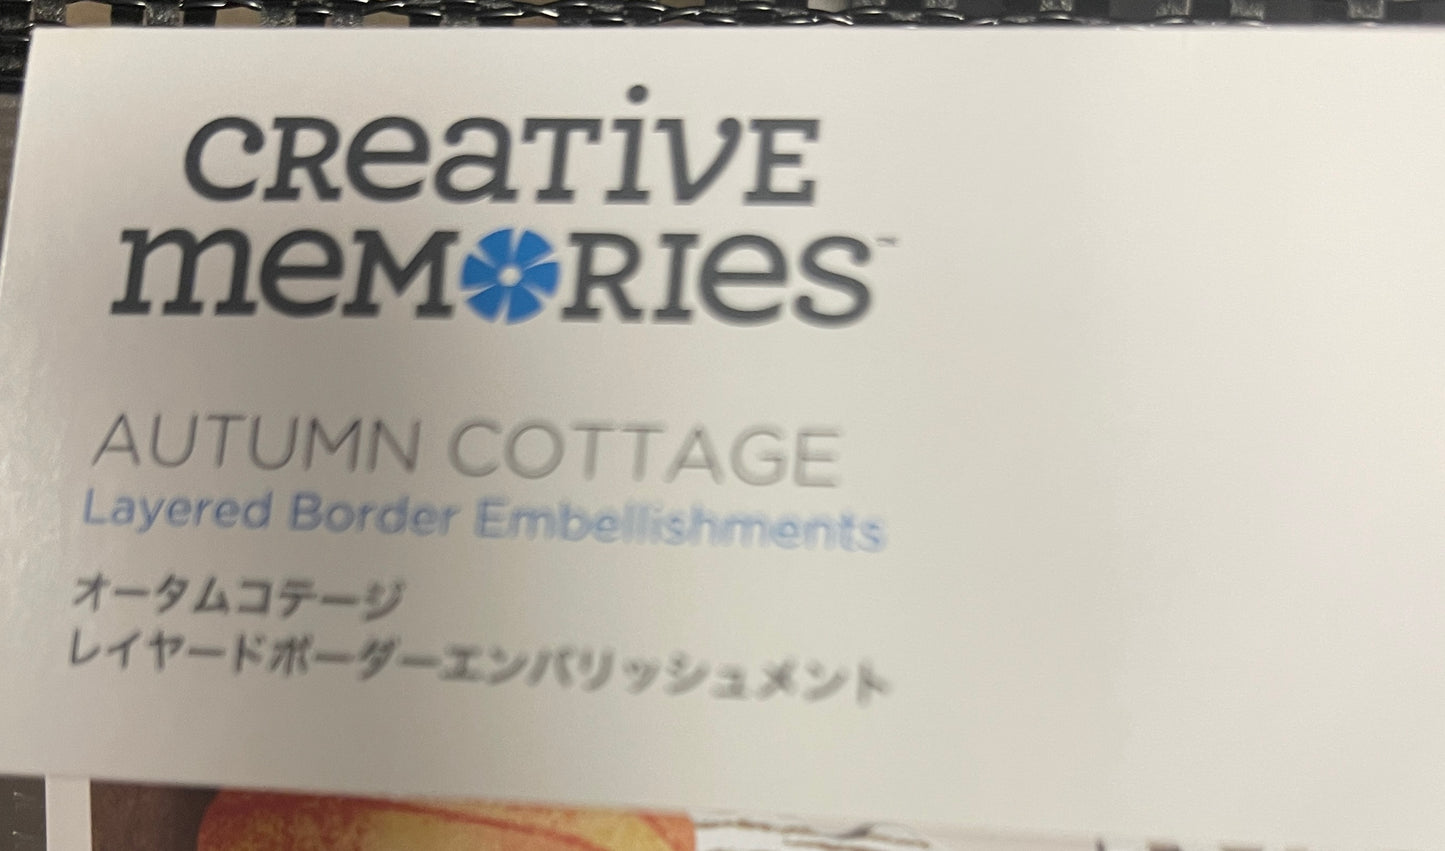 CREATIVE
MEMORIES™
AUTUMN COTTAGE
Layered Border Embellishments
オータムコテージ
レイヤードボーダーエンバリッシュメント